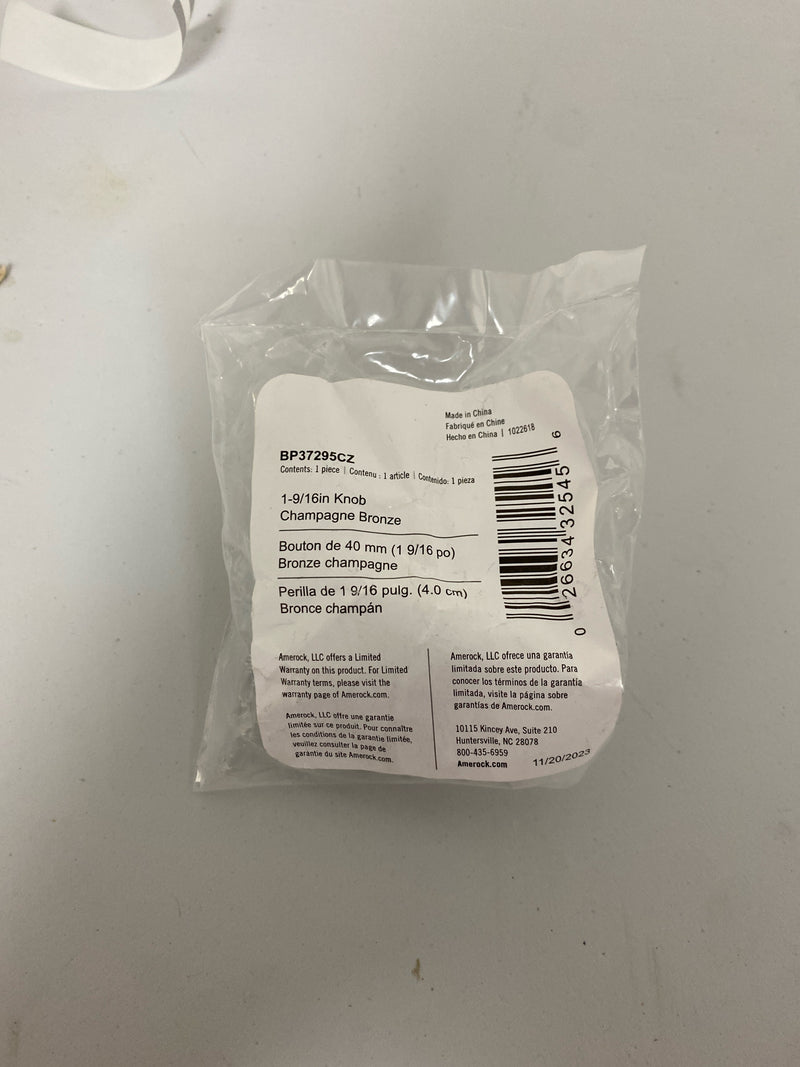 Made in China
Fabriqué en Chine
Hecho en China | 1022618
BP37295CZ
Contents: 1 piece | Contenu : 1 article | Contenido: 1 pieza
1-9/16in Knob
Champagne Bronze
Bouton de 40 mm (1 9/16 po)
Bronze champagne
Perilla de 1 9/16 pulg. (4.0 cm)
Bronce champán
0 26634 32545 6
Amerock, LLC offers a Limited
Warranty on this product. For Limited
Warranty terms, please visit the
warranty page of Amerock.com.
Amerock, LLC offre une garantie
limitée sur ce produit. Pour connaître
les conditions de la garantie limitée,
veuillez consulter la page de
garantie du site Amerock.com.
Amerock, LLC ofrece una garantía
limitada sobre este producto. Para
conocer los términos de la garantía
limitada, visite la página sobre
garantías de Amerock.com.
10115 Kincey Ave, Suite 210
Huntersville, NC 28078
800-435-6959
Amerock.com 11/20/2023